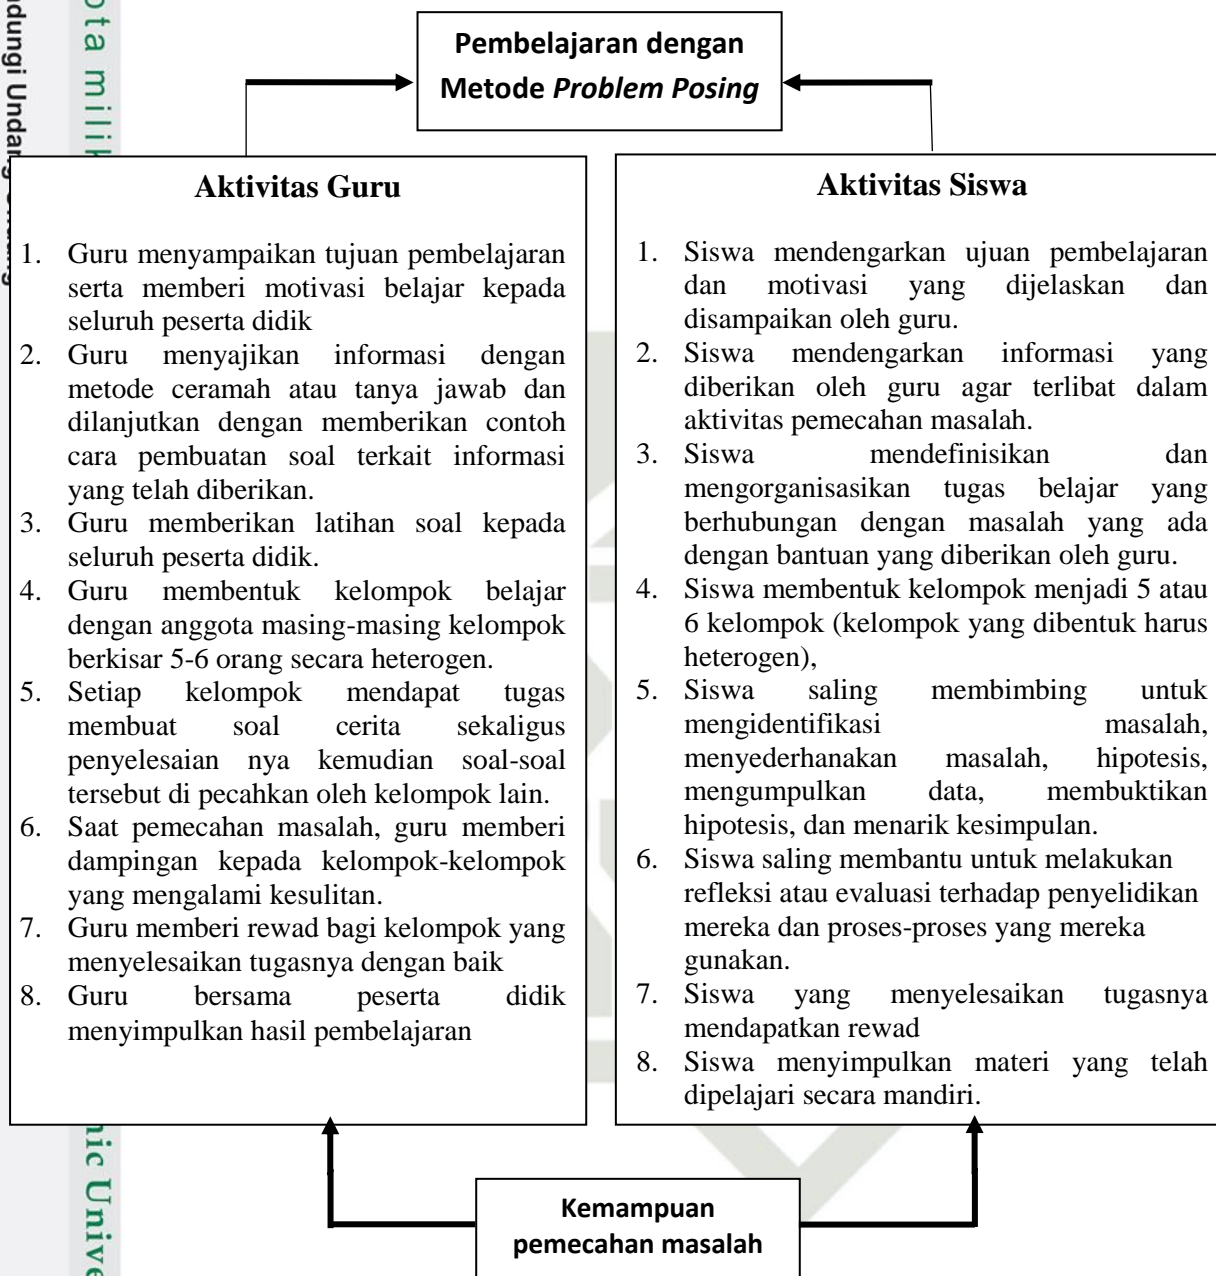 Pembelajaran dengan
Metode Problem Posing
Aktivitas Guru
1. Guru menyampaikan tujuan pembelajaran
serta memberi motivasi belajar kepada
seluruh peserta didik
2. Guru menyajikan informasi dengan
metode ceramah atau tanya jawab dan
dilanjutkan dengan memberikan contoh
cara pembuatan soal terkait informasi
yang telah diberikan.
3. Guru memberikan latihan soal kepada
seluruh peserta didik.
4. Guru membentuk kelompok belajar
dengan anggota masing-masing kelompok
berkisar 5-6 orang secara heterogen.
5. Setiap kelompok mendapat tugas
membuat soal cerita sekaligus
penyelesaian nya kemudian soal-soal
tersebut di pecahkan oleh kelompok lain.
6. Saat pemecahan masalah, guru memberi
dampingan kepada kelompok-kelompok
yang mengalami kesulitan.
7. Guru memberi rewad bagi kelompok yang
menyelesaikan tugasnya dengan baik
8. Guru bersama peserta didik
menyimpulkan hasil pembelajaran
Aktivitas Siswa
1. Siswa mendengarkan ujuan pembelajaran
dan motivasi yang dijelaskan dan
disampaikan oleh guru.
2. Siswa mendengarkan informasi yang
diberikan oleh guru agar terlibat dalam
aktivitas pemecahan masalah.
3. Siswa mendefinisikan dan
mengorganisasikan tugas belajar yang
berhubungan dengan masalah yang ada
dengan bantuan yang diberikan oleh guru.
4. Siswa membentuk kelompok menjadi 5 atau
6 kelompok (kelompok yang dibentuk harus
heterogen),
5. Siswa saling membimbing untuk
mengidentifikasi masalah,
menyederhanakan masalah, hipotesis,
mengumpulkan data, membuktikan
hipotesis, dan menarik kesimpulan.
6. Siswa saling membantu untuk melakukan
refleksi atau evaluasi terhadap penyelidikan
mereka dan proses-proses yang mereka
gunakan.
7. Siswa yang menyelesaikan tugasnya
mendapatkan rewad
8. Siswa menyimpulkan materi yang telah
dipelajari secara mandiri.
Kemampuan
pemecahan masalah